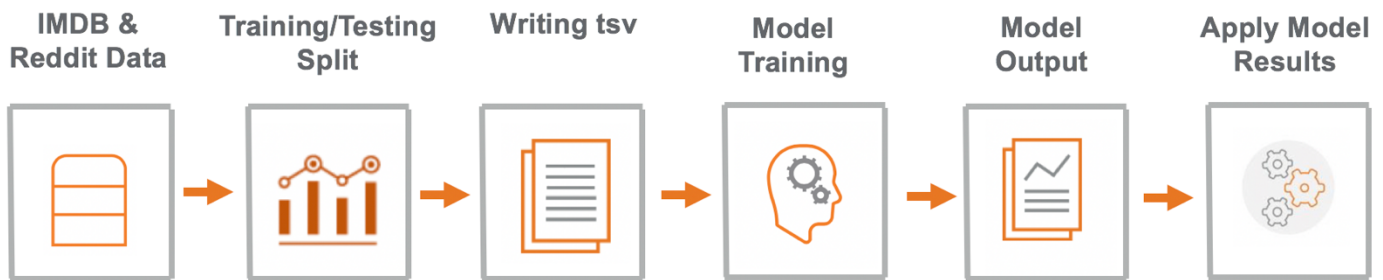 IMDB &
Reddit Data
Training/Testing
Split
Writing tsv
Model
Training
Model
Output
Apply Model
Results